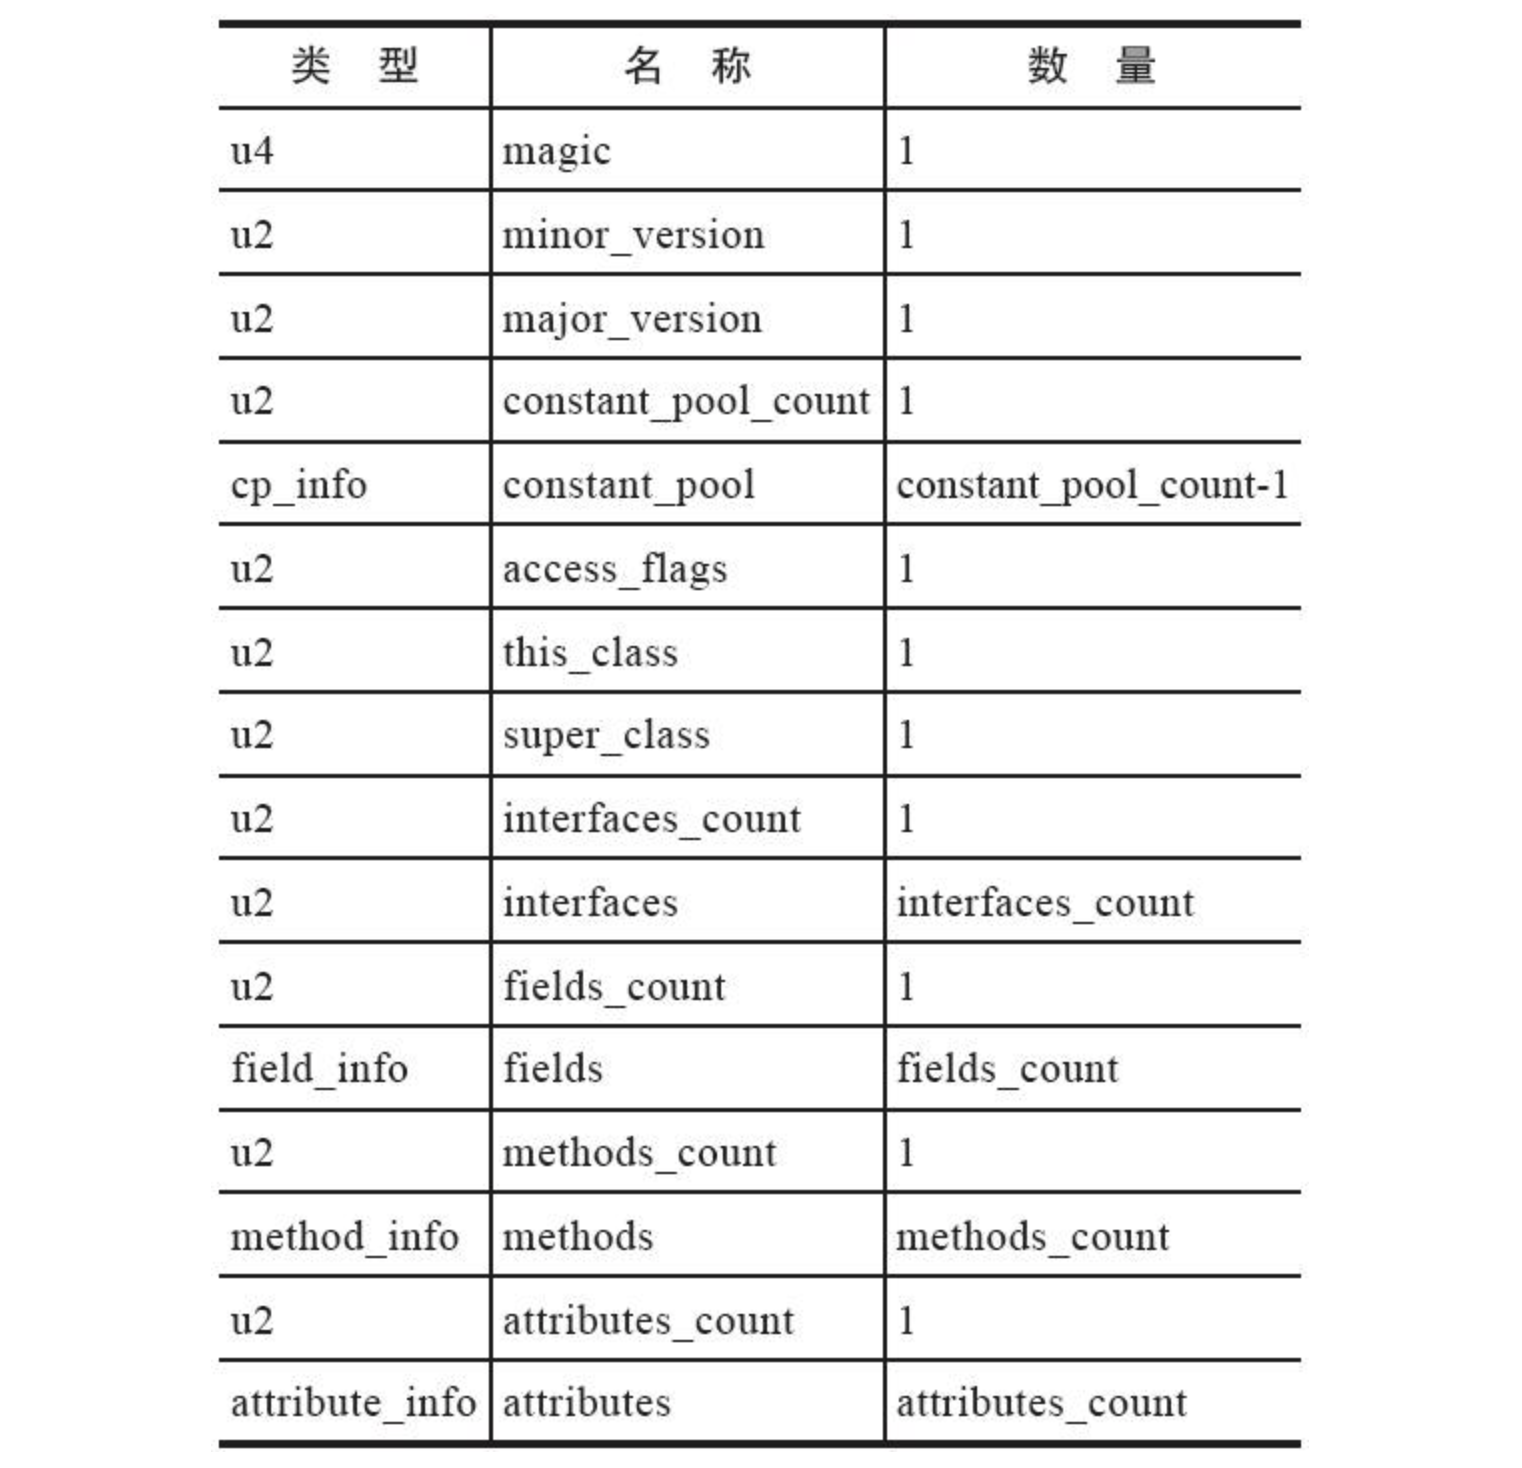 类 型 名 称 数 量
u4 magic 1
u2 minor_version 1
u2 major_version 1
u2 constant_pool_count 1
cp_info constant_pool constant_pool_count-1
u2 access_flags 1
u2 this_class 1
u2 super_class 1
u2 interfaces_count 1
u2 interfaces interfaces_count
u2 fields_count 1
field_info fields fields_count
u2 methods_count 1
method_info methods methods_count
u2 attributes_count 1
attribute_info attributes attributes_count